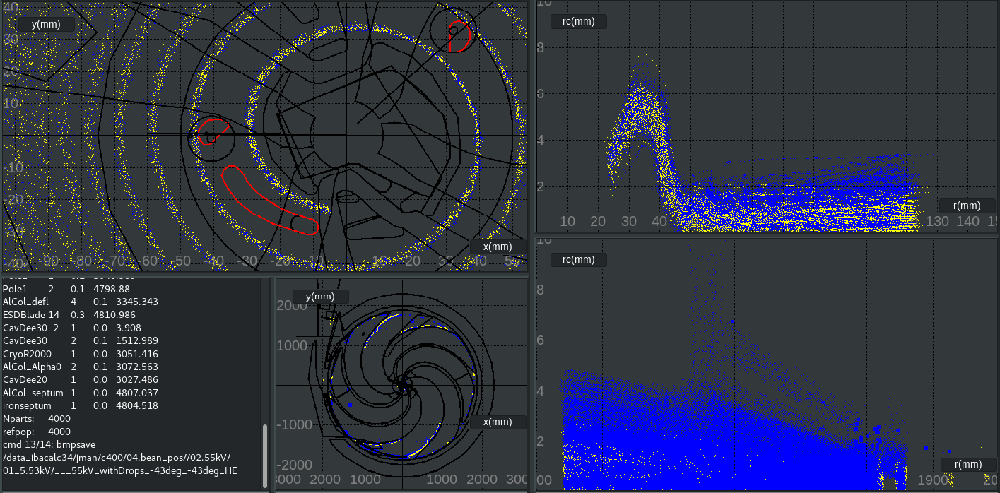 40
y(mm)
30
20
10
-10
-20
-90 -80 -70 -60 -50 -40 -30 -20 10 20 30 40 50
-40
x(mm)
10
rc(mm)
8
6
4
2
r(mm)
10 20 30 40 130 140
Pole1 2 0.1 4798.88
AlCol_defl 4 0.1 3345.343
ESDBlade 14 0.3 4810.986
CavDee30_2 1 0.0 3.908
CavDee30 2 0.1 1512.989
CryoR2000 1 0.0 3051.416
AlCol_Alpha0 2 0.1 3072.563
CavDee20 1 0.0 3027.486
AlCol_septum 1 0.0 4807.037
ironseptum 1 0.0 4804.518
Nparts: 4000
refpop: 4000
cmd 13/14: bmpsave
/data_ibacalc34/jman/c400/04.bean_pos//02.55kV/
01_5.53kV/___55kV_withDrops_-43deg_-43deg_HE
y(mm)
2000
1000
-1000
-2000
x(mm)
-2000 -1000 1000 2000
10
rc(mm)
8
6
4
2
r(mm)
1900